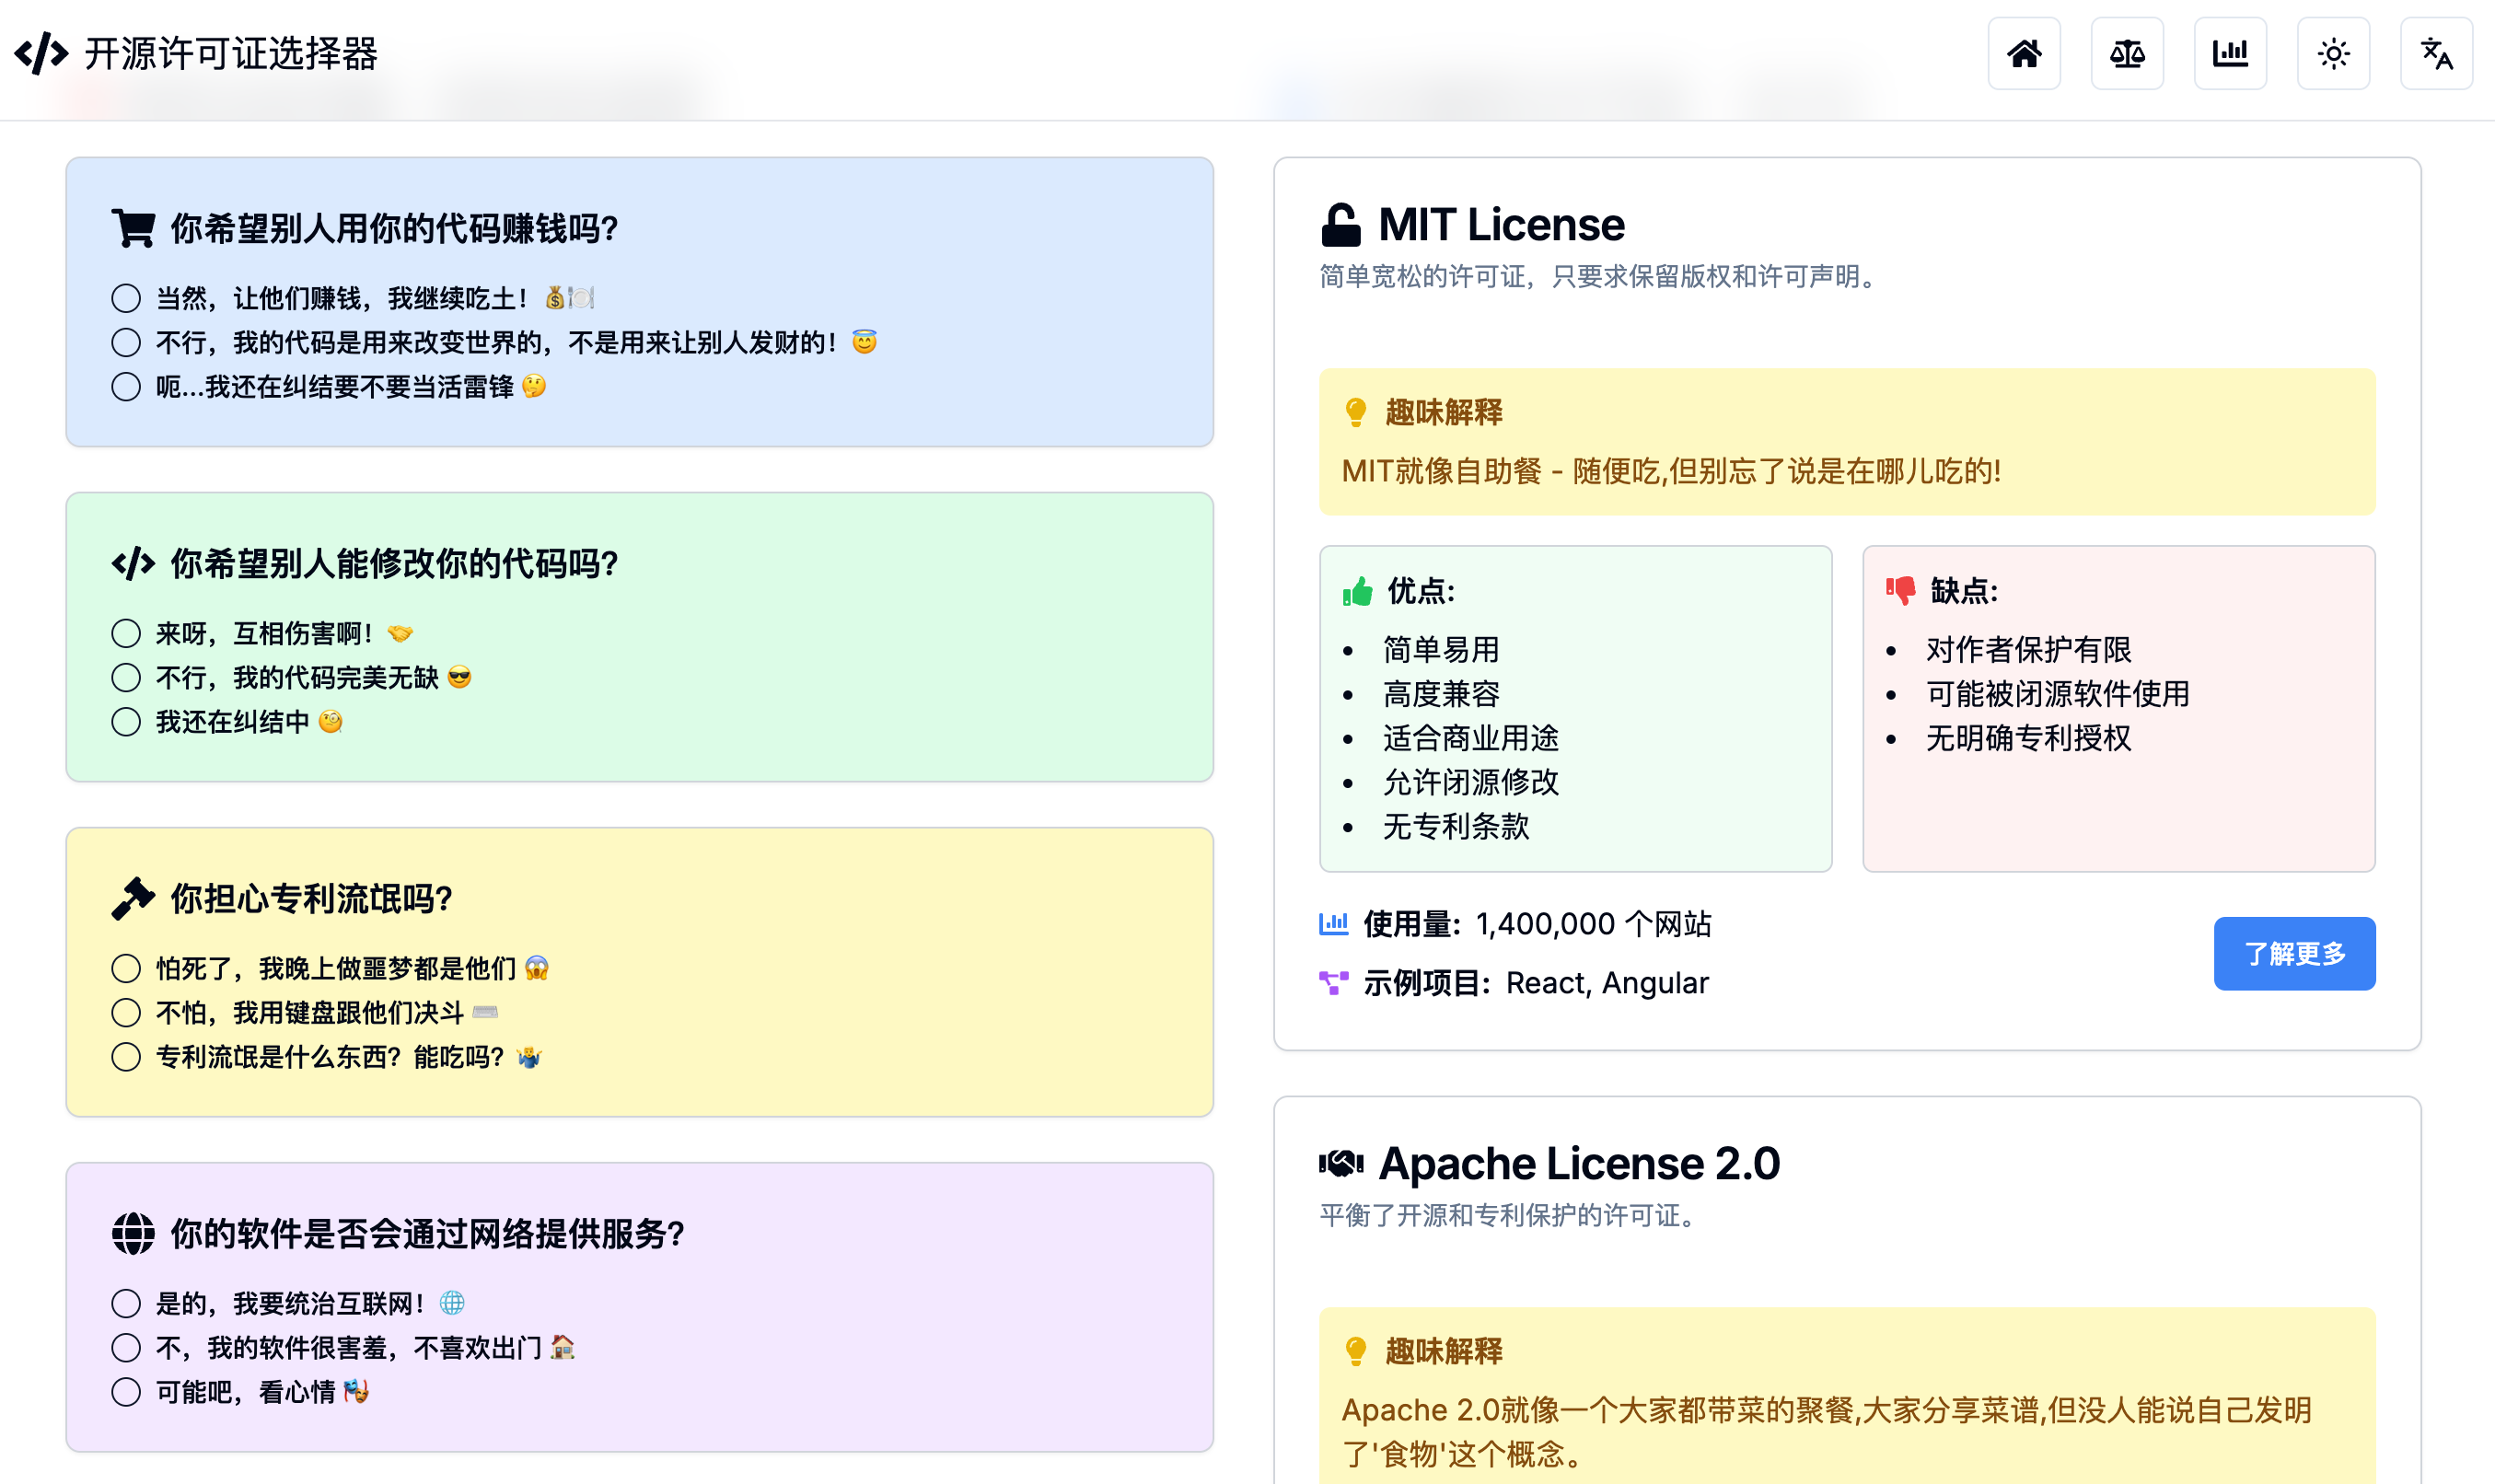 开源许可证选择器
你希望别人用你的代码赚钱吗?
当然，让他们赚钱，我继续吃土！💰🍽️
不行，我的代码是用来改变世界的，不是用来让别人发财的！😇
呃...我还在纠结要不要当活雷锋 🤔
你希望别人能修改你的代码吗?
来呀，互相伤害啊！🤝
不行，我的代码完美无缺 😎
我还在纠结中 🧐
你担心专利流氓吗?
怕死了，我晚上做噩梦都是他们 😱
不怕，我用键盘跟他们决斗 ⌨️
专利流氓是什么东西？能吃吗？🤷‍♂️
你的软件是否会通过网络提供服务?
是的，我要统治互联网！🌐
不，我的软件很害羞，不喜欢出门 🏠
可能吧，看心情 🎭
MIT License
简单宽松的许可证，只要求保留版权和许可声明。
趣味解释
MIT就像自助餐 - 随便吃,但别忘了说是在哪儿吃的!
优点:
• 简单易用
• 高度兼容
• 适合商业用途
• 允许闭源修改
• 无专利条款
缺点:
• 对作者保护有限
• 可能被闭源软件使用
• 无明确专利授权
使用量: 1,400,000 个网站
示例项目: React, Angular
了解更多
Apache License 2.0
平衡了开源和专利保护的许可证。
趣味解释
Apache 2.0就像一个大家都带菜的聚餐,大家分享菜谱,但没人能说自己发明
了'食物'这个概念。